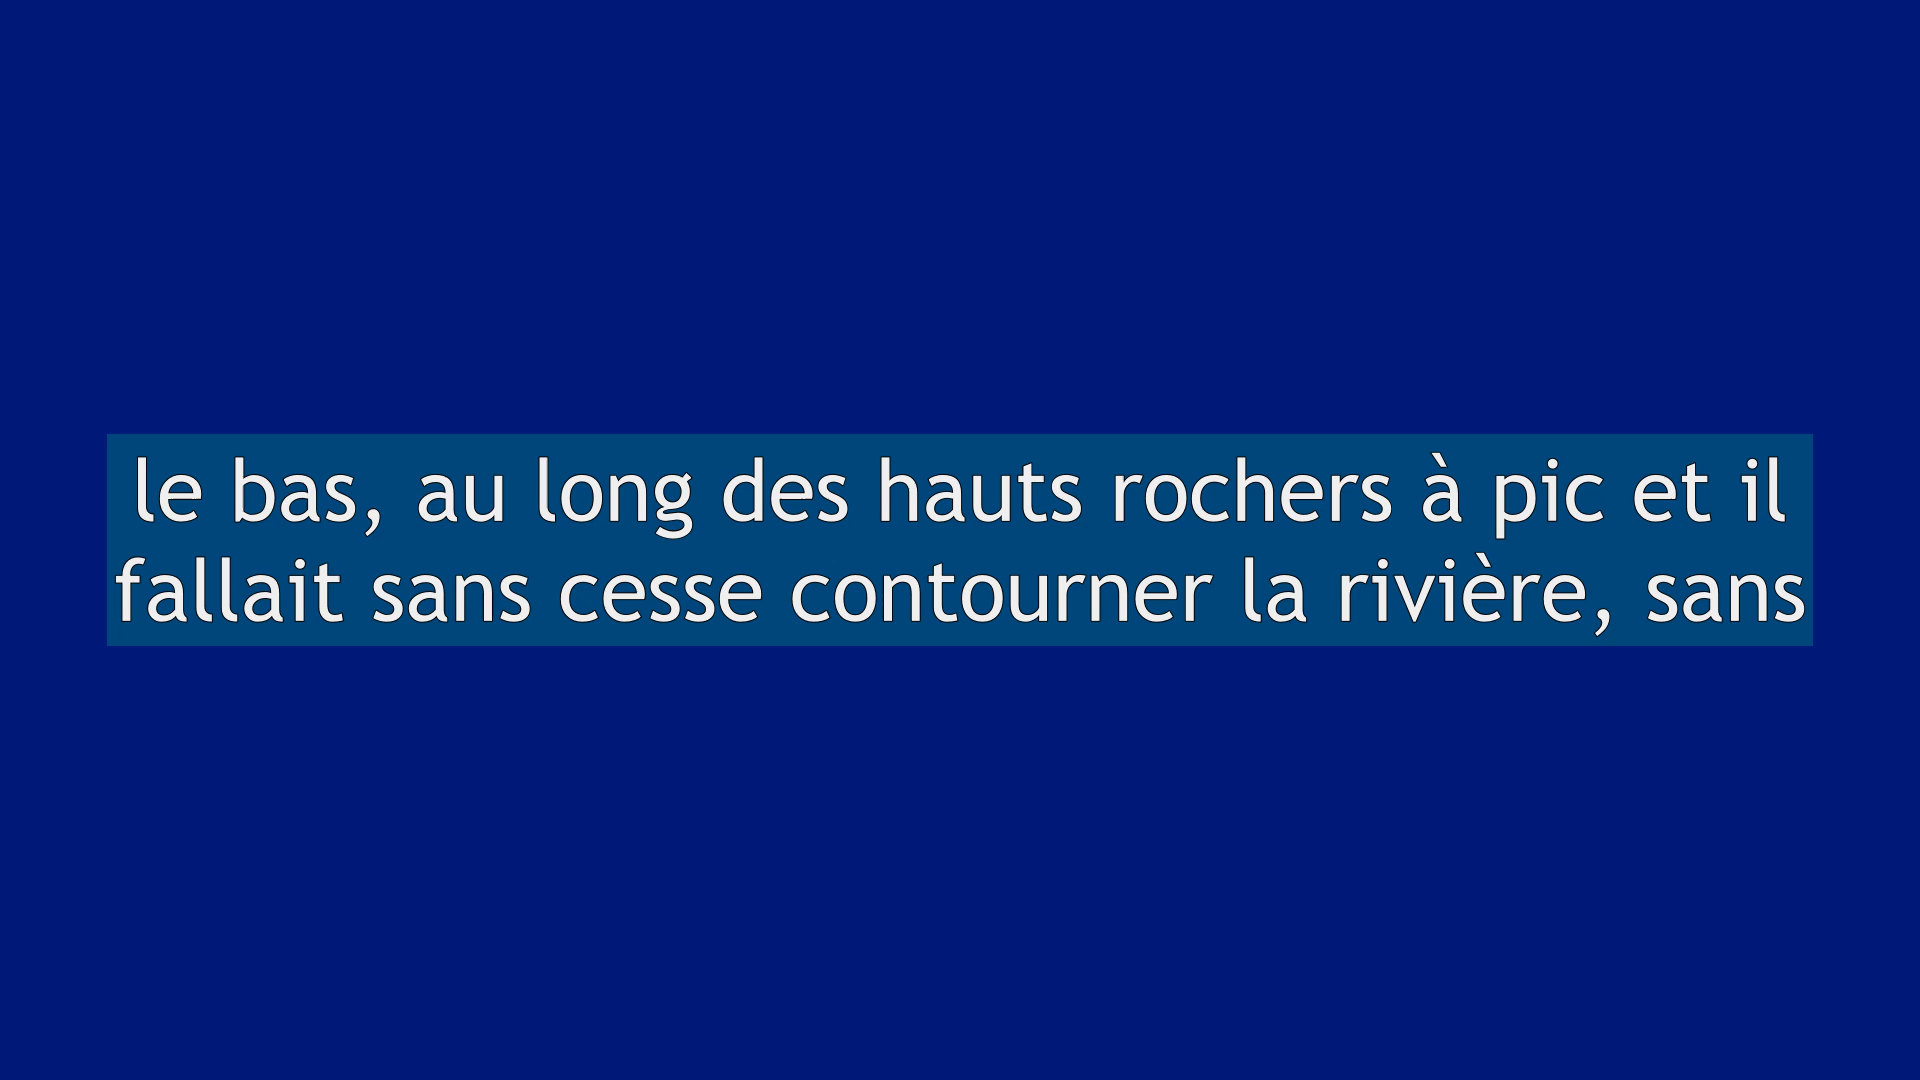 le bas, au long des hauts rochers à pic et il
fallait sans cesse contourner la rivière, sans